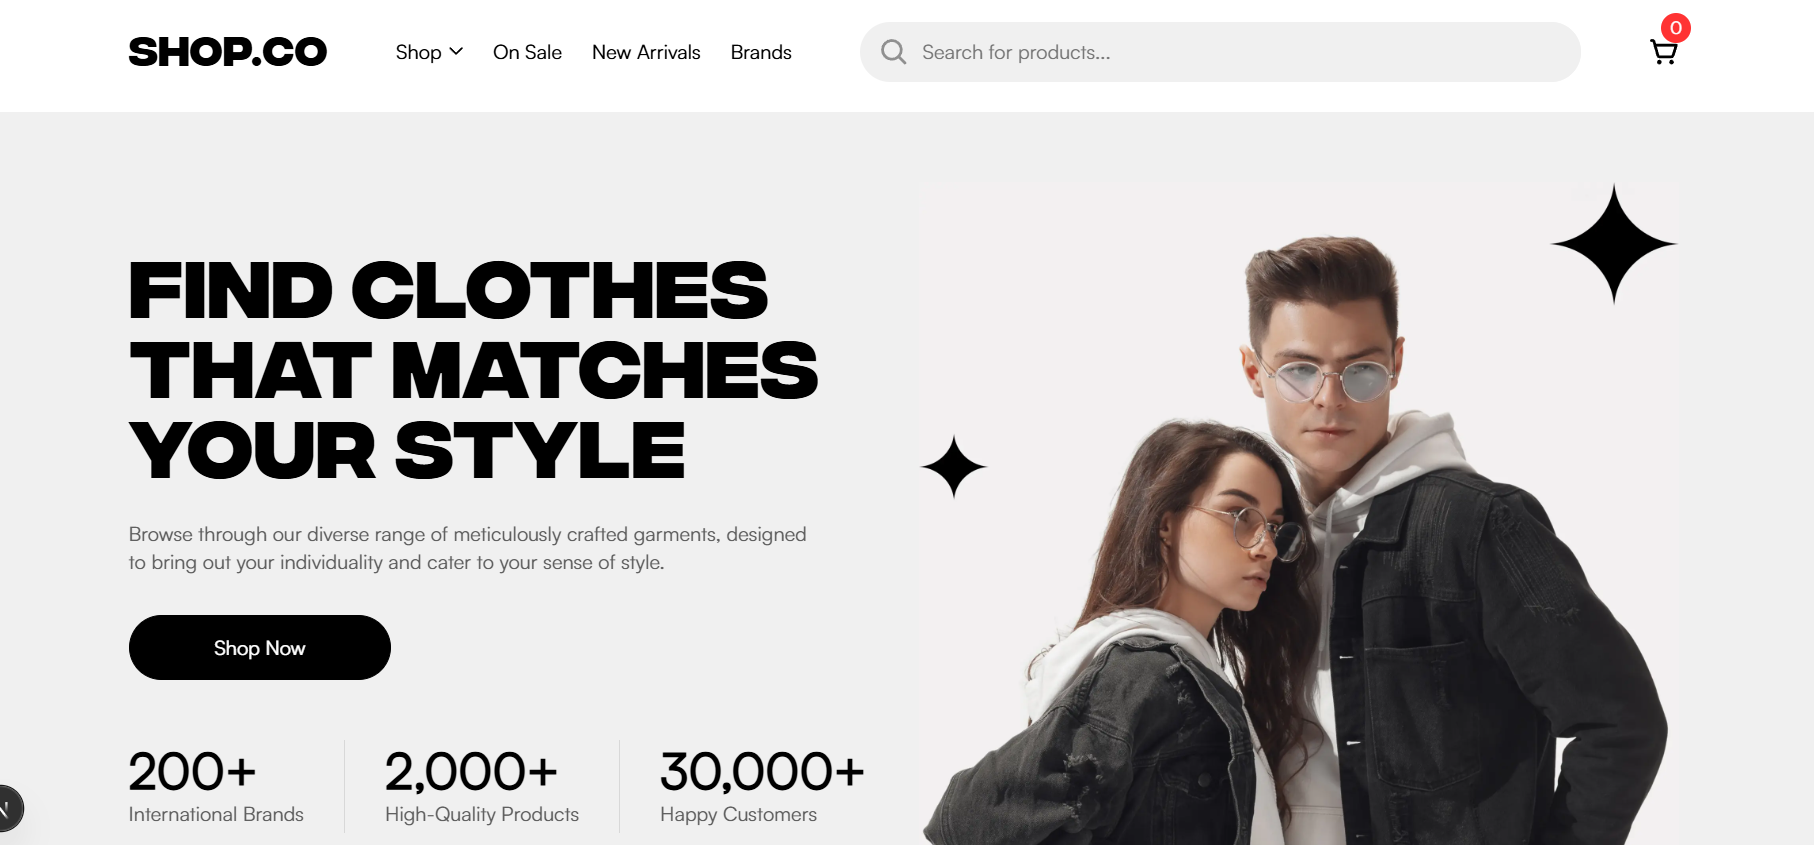 SHOP.CO
Shop
On Sale
New Arrivals
Brands
Search for products...
0
FIND CLOTHES
THAT MATCHES
YOUR STYLE
Browse through our diverse range of meticulously crafted garments, designed
to bring out your individuality and cater to your sense of style.
Shop Now
200+
International Brands
2,000+
High-Quality Products
30,000+
Happy Customers
N